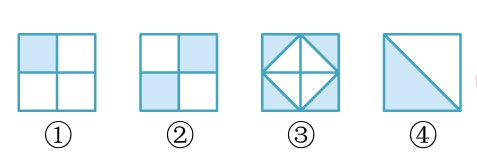 ① ② ③ ④